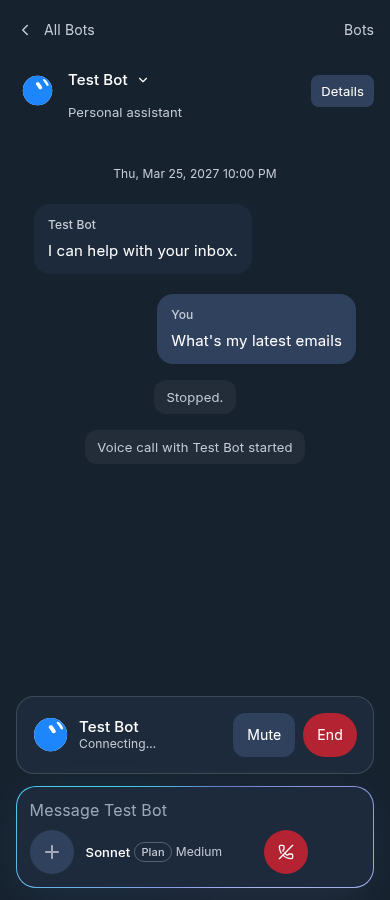 All Bots
Bots
Test Bot
Personal assistant
Details
Thu, Mar 25, 2027 10:00 PM
Test Bot
I can help with your inbox.
You
What's my latest emails
Stopped.
Voice call with Test Bot started
Test Bot
Connecting...
Mute
End
Message Test Bot
Sonnet Plan Medium